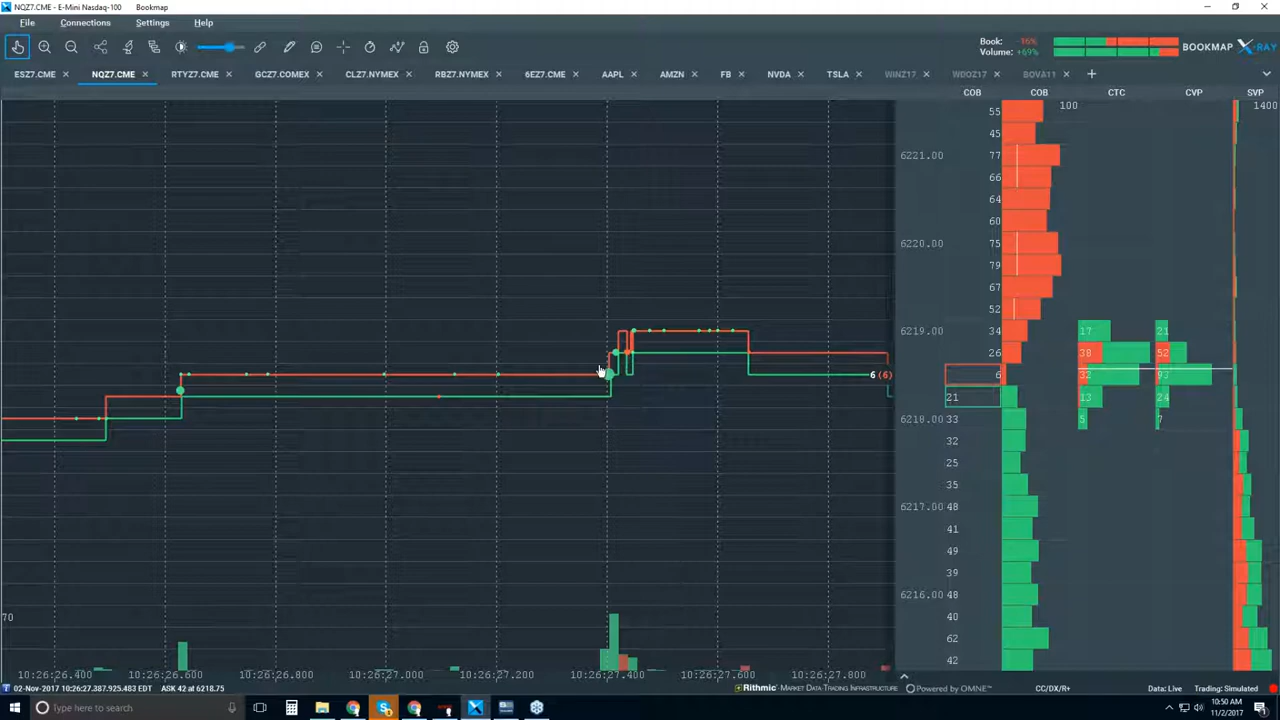 NQZ7.CME - E-Mini Nasdaq-100 Bookmap
File Connections Settings Help
Book: -16%
Volume: +69%
BOOKMAP X-RAY
ESZ7.CME NQZ7.CME RTYZ7.CME GCZ7.COMEX CLZ7.NYMEX RBZ7.NYMEX 6EZ7.CME AAPL AMZN FB NVDA TSLA WINZ17 WDOZ17 BOVA11
COB COB CTC CVP SVP
55 100 1400
45
6221.00 77
66
64
60
6220.00 75
79
67
52
6219.00 34 17 21
26 38 52
6 (6) 6 32 93
21 13 24
6218.00 33 5 7
32
25
35
6217.00 48
41
49
39
6216.00 48
70 40
62
42
10:26:26.400 10:26:26.600 10:26:26.800 10:26:27.000 10:26:27.200 10:26:27.400 10:26:27.600 10:26:27.800
02-Nov-2017 10:26:27.387.925.483 EDT ASK 42 at 6218.75 Rithmic MARKET DATA-TRADING INFRASTRUCTURE Powered by OMNE™ CC/DX/R+ Data: Live Trading: Simulated
Type here to search
10:50 AM
11/2/2017